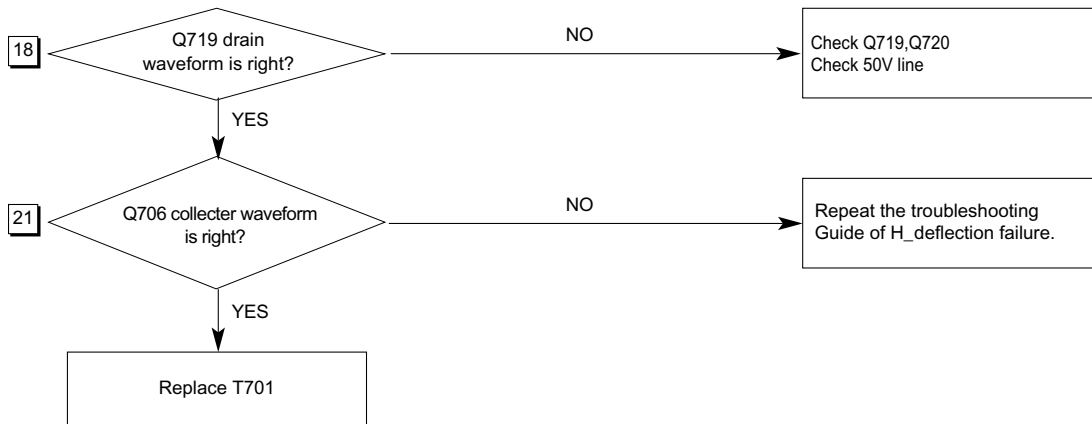 18
Q719 drain
waveform is right?
NO
Check Q719,Q720
Check 50V line
YES
21
Q706 collecter waveform
is right?
NO
Repeat the troubleshooting
Guide of H_deflection failure.
YES
Replace T701